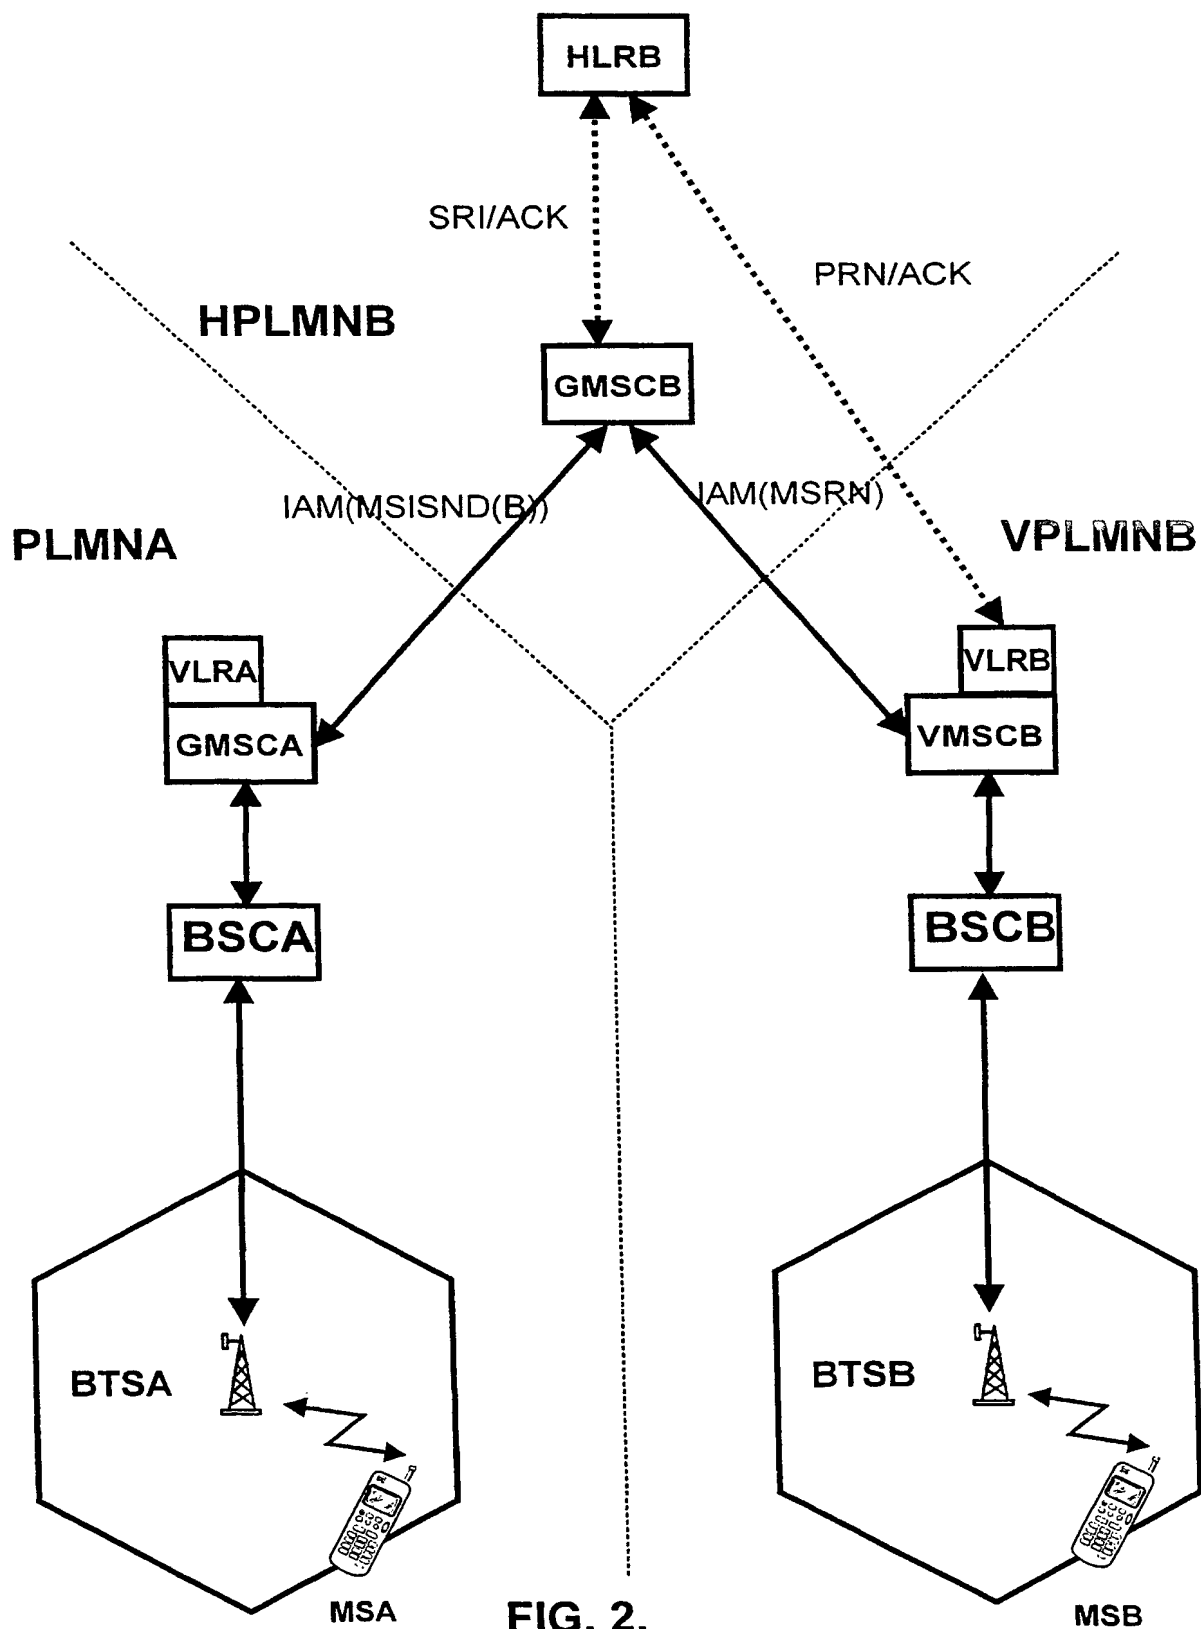 HLRB
SRI/ACK
PRN/ACK
HPLMNB
GMSCB
IAM(MSISND(B))
IAM(MSRN)
PLMNA
VPLMNB
VLRA
VLRB
GMSCA
VMSCB
BSCA
BSCB
BTSA
BTSB
MSA
FIG. 2.
MSB